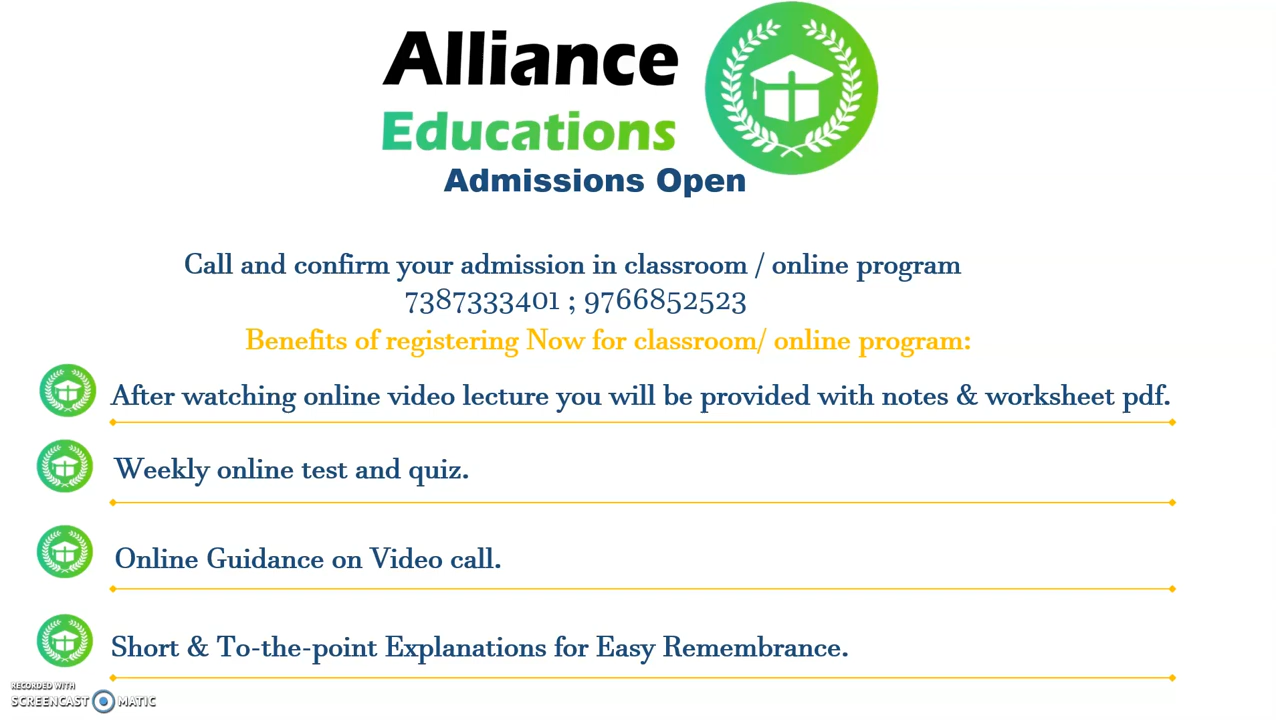 Alliance
Educations
Admissions Open
Call and confirm your admission in classroom / online program
7387333401 ; 9766852523
Benefits of registering Now for classroom/ online program:
After watching online video lecture you will be provided with notes & worksheet pdf.
Weekly online test and quiz.
Online Guidance on Video call.
Short & To-the-point Explanations for Easy Remembrance.
RECORDED WITH
SCREENCAST MATIC